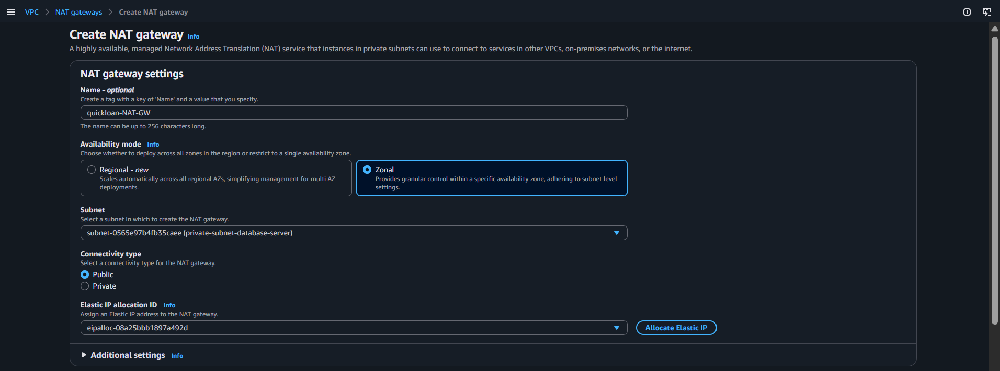 VPC > NAT gateways > Create NAT gateway
Create NAT gateway Info
A highly available, managed Network Address Translation (NAT) service that instances in private subnets can use to connect to services in other VPCs, on-premises networks, or the internet.
NAT gateway settings
Name - optional
Create a tag with a key of 'Name' and a value that you specify.
quickloan-NAT-GW
The name can be up to 256 characters long.
Availability mode Info
Choose whether to deploy across all zones in the region or restrict to a single availability zone.
Regional - new
Scales automatically across all regional AZs, simplifying management for multi AZ
deployments.
Zonal
Provides granular control within a specific availability zone, adhering to subnet level
settings.
Subnet
Select a subnet in which to create the NAT gateway.
subnet-0565e97b4fb35caee (private-subnet-database-server)
Connectivity type
Select a connectivity type for the NAT gateway.
Public
Private
Elastic IP allocation ID Info
Assign an Elastic IP address to the NAT gateway.
eipalloc-08a25bbb1897a492d
Allocate Elastic IP
Additional settings Info